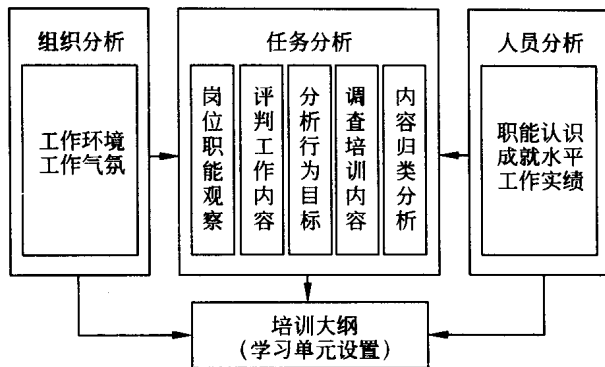 组织分析
工作环境
工作气氛
任务分析
岗位职能观察
评判工作内容
分析行为目标
调查培训内容
内容归类分析
人员分析
职能认识
成就水平
工作实绩
培训大纲
(学习单元设置)